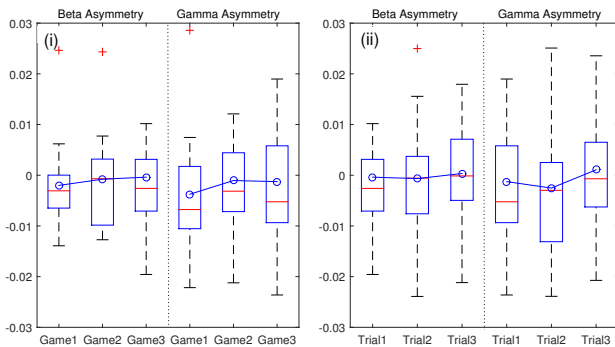 Beta Asymmetry Gamma Asymmetry
(i)
0.03
0.02
0.01
0
-0.01
-0.02
-0.03
Game1 Game2 Game3 Game1 Game2 Game3
Beta Asymmetry Gamma Asymmetry
(ii)
0.03
0.02
0.01
0
-0.01
-0.02
-0.03
Trial1 Trial2 Trial3 Trial1 Trial2 Trial3